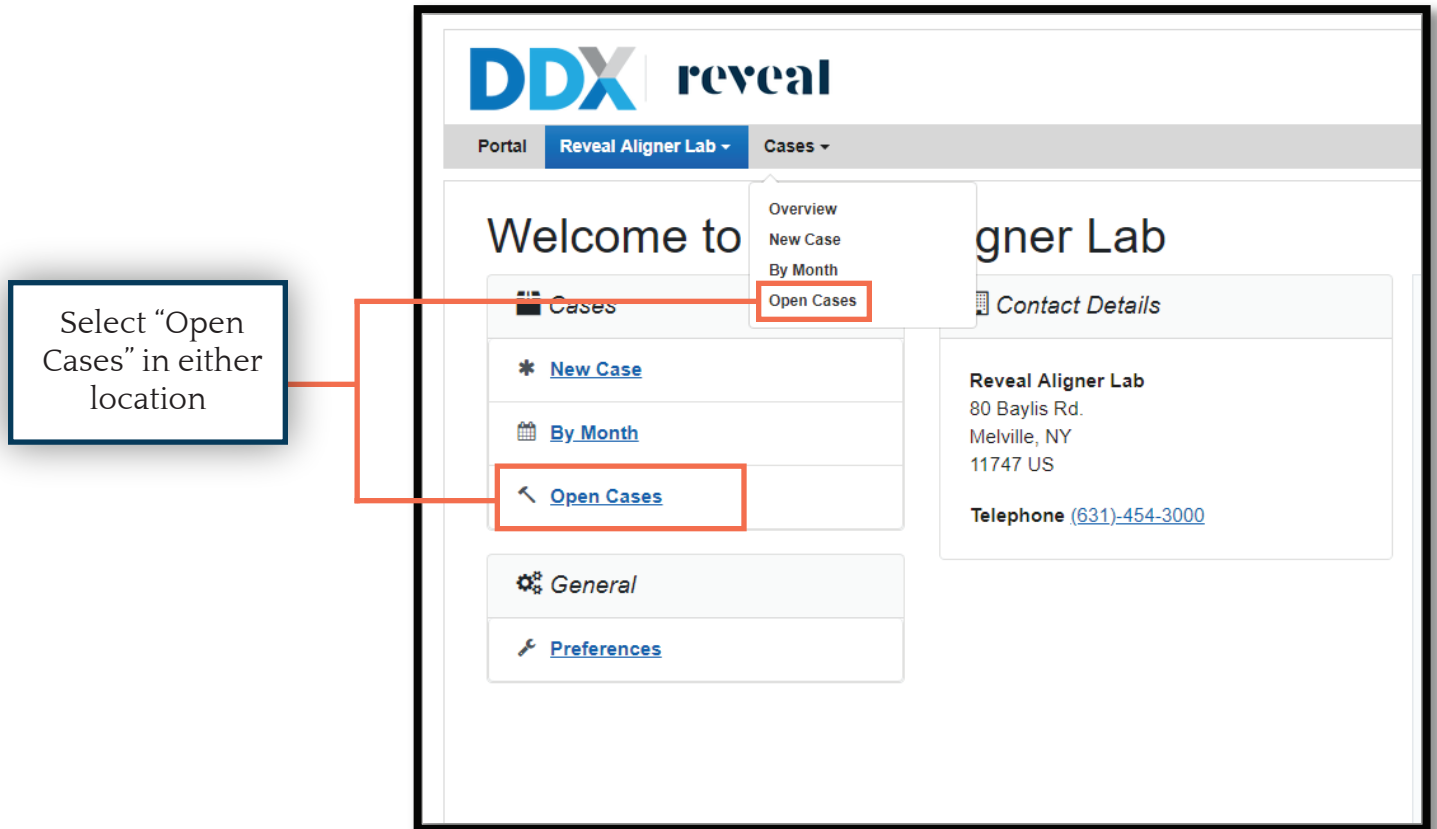 DDX reveal
Portal Reveal Aligner Lab Cases
Overview
New Case
By Month
Open Cases
Welcome to gner Lab
Cases
New Case
By Month
Open Cases
General
Preferences
Contact Details
Reveal Aligner Lab
80 Baylis Rd.
Melville, NY
11747 US
Telephone (631)-454-3000
Select “Open
Cases” in either
location